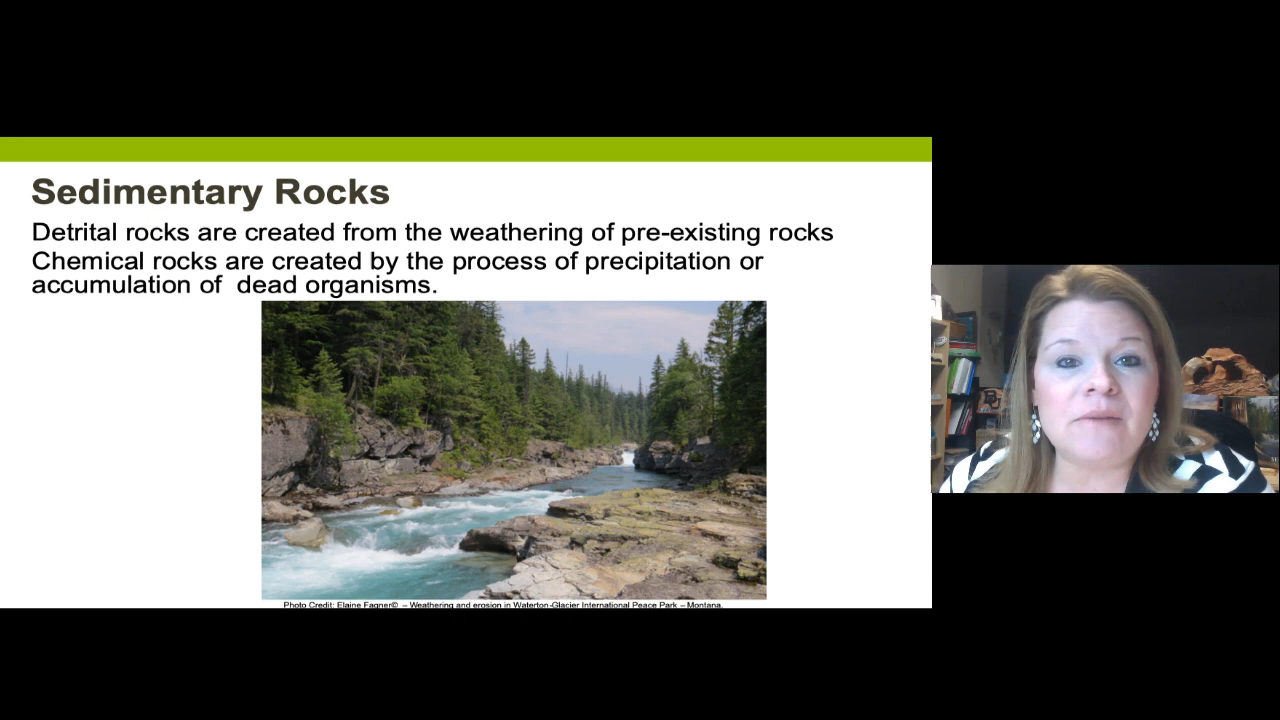 Sedimentary Rocks
Detrital rocks are created from the weathering of pre-existing rocks
Chemical rocks are created by the process of precipitation or
accumulation of  dead organisms.
Photo Credit: Elaine Fagner© – Weathering and erosion in Waterton-Glacier International Peace Park – Montana.